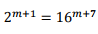 2^{m+1} = 16^{m+7}